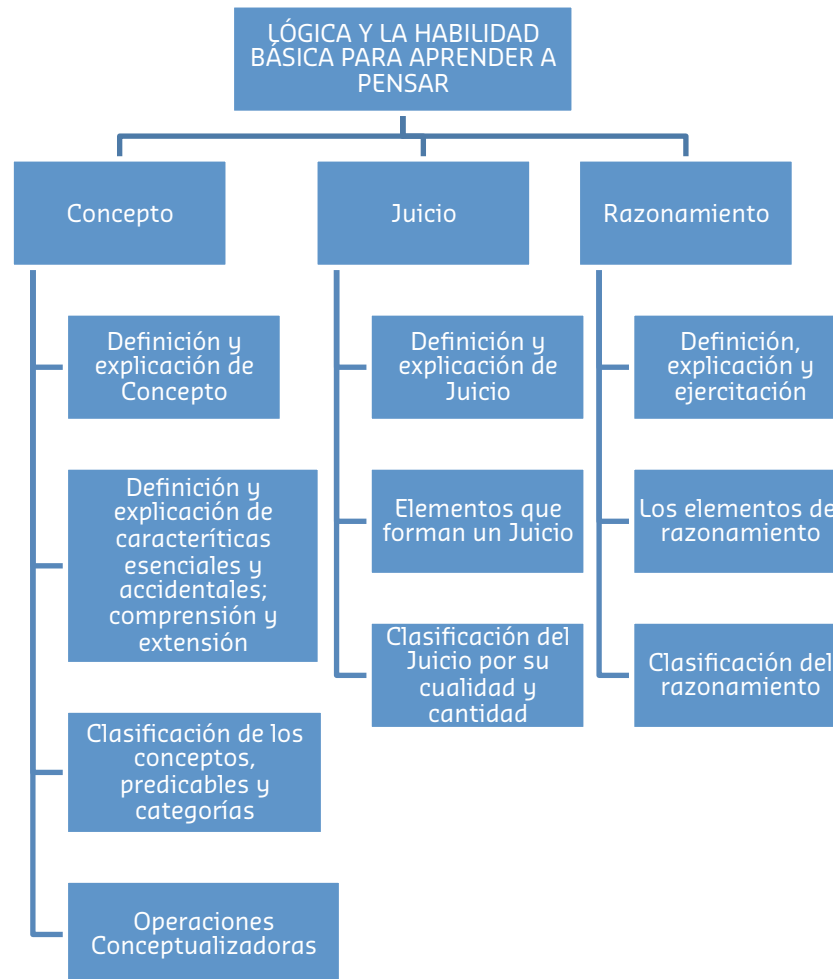 LÓGICA Y LA HABILIDAD
BÁSICA PARA APRENDER A
PENSAR
Concepto
Juicio
Razonamiento
Definición y
explicación de
Concepto
Definición y
explicación de
caracteríticas
esenciales y
accidentales;
comprensión y
extensión
Clasificación de los
conceptos,
predicables y
categorías
Operaciones
Conceptualizadoras
Definición y
explicación de
Juicio
Elementos que
forman un Juicio
Clasificación del
Juicio por su
cualidad y
cantidad
Definición,
explicación y
ejercitación
Los elementos de
razonamiento
Clasificación del
razonamiento